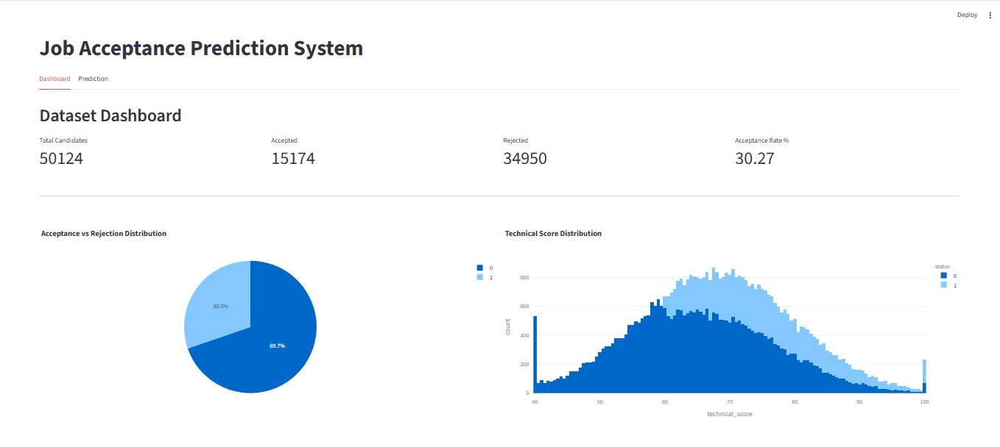 Deploy
Job Acceptance Prediction System
Dashboard Prediction
Dataset Dashboard
Total Candidates Accepted Rejected Acceptance Rate %
50124 15174 34950 30.27
Acceptance vs Rejection Distribution
30.3%
69.7%
0
1
Technical Score Distribution
status
0
1
800
600
400
200
0
count
40 50 60 70 80 90 100
technical_score